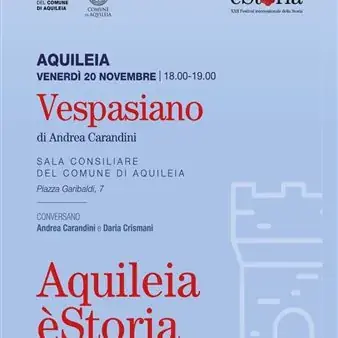 DEL COMUNE
DI AQUILEIA
COMUNE
DI AQUILEIA
èStoria
XXII Festival internazionale della Storia
AQUILEIA
VENERDÌ 20 NOVEMBRE | 18.00-19.00
Vespasiano
di Andrea Carandini
SALA CONSILIARE
DEL COMUNE DI AQUILEIA
Piazza Garibaldi, 7
CONVERSANO
Andrea Carandini e Daria Crismani
Aquileia
èStoria